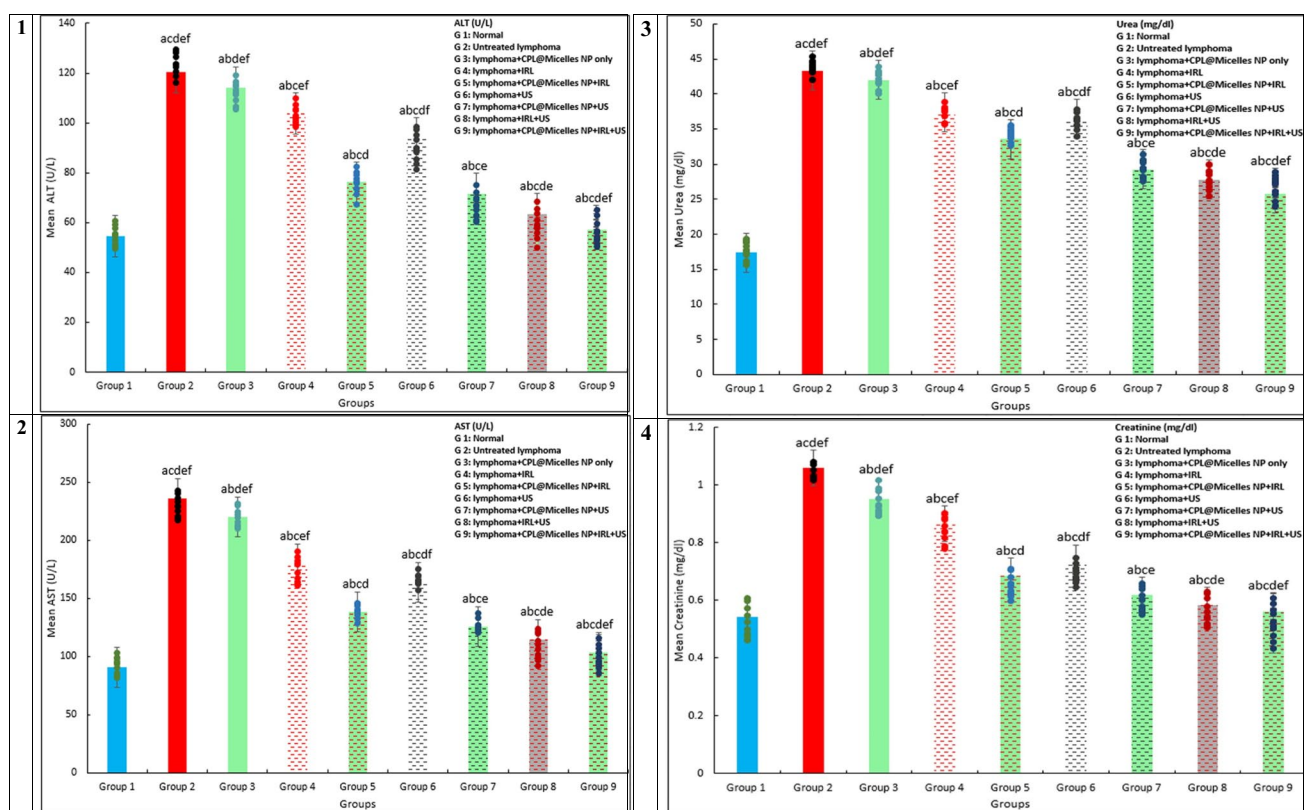 1
ALT (U/L)
G 1: Normal
G 2: Untreated lymphoma
G 3: lymphoma+CPL@Micelles NP only
G 4: lymphoma+IRL
G 5: lymphoma+CPL@Micelles NP+IRL
G 6: lymphoma+US
G 7: lymphoma+CPL@Micelles NP+US
G 8: lymphoma+IRL+US
G 9: lymphoma+CPL@Micelles NP+IRL+US
Mean ALT (U/L)
140
120
100
80
60
40
20
0
acdef
abdef
abcef
abcd
abcdf
abce
abcde
abcdef
Group 1 Group 2 Group 3 Group 4 Group 5 Group 6 Group 7 Group 8 Group 9
Groups
2
AST (U/L)
G 1: Normal
G 2: Untreated lymphoma
G 3: lymphoma+CPL@Micelles NP only
G 4: lymphoma+IRL
G 5: lymphoma+CPL@Micelles NP+IRL
G 6: lymphoma+US
G 7: lymphoma+CPL@Micelles NP+US
G 8: lymphoma+IRL+US
G 9: lymphoma+CPL@Micelles NP+IRL+US
Mean AST (U/L)
300
250
200
150
100
50
0
acdef
abdef
abcef
abcd
abcdf
abce
abcde
abcdef
Group 1 Group 2 Group 3 Group 4 Group 5 Group 6 Group 7 Group 8 Group 9
Groups
3
Urea (mg/dl)
G 1: Normal
G 2: Untreated lymphoma
G 3: lymphoma+CPL@Micelles NP only
G 4: lymphoma+IRL
G 5: lymphoma+CPL@Micelles NP+IRL
G 6: lymphoma+US
G 7: lymphoma+CPL@Micelles NP+US
G 8: lymphoma+IRL+US
G 9: lymphoma+CPL@Micelles NP+IRL+US
Mean Urea (mg/dl)
50
45
40
35
30
25
20
15
10
5
0
acdef
abdef
abcef
abcd
abcdf
abce
abcde
abcdef
Group 1 Group 2 Group 3 Group 4 Group 5 Group 6 Group 7 Group 8 Group 9
Groups
4
Creatinine (mg/dl)
G 1: Normal
G 2: Untreated lymphoma
G 3: lymphoma+CPL@Micelles NP only
G 4: lymphoma+IRL
G 5: lymphoma+CPL@Micelles NP+IRL
G 6: lymphoma+US
G 7: lymphoma+CPL@Micelles NP+US
G 8: lymphoma+IRL+US
G 9: lymphoma+CPL@Micelles NP+IRL+US
Mean Creatinine (mg/dl)
1.2
1
0.8
0.6
0.4
0.2
0
acdef
abdef
abcef
abcd
abcdf
abce
abcde
abcdef
Group 1 Group 2 Group 3 Group 4 Group 5 Group 6 Group 7 Group 8 Group 9
Groups